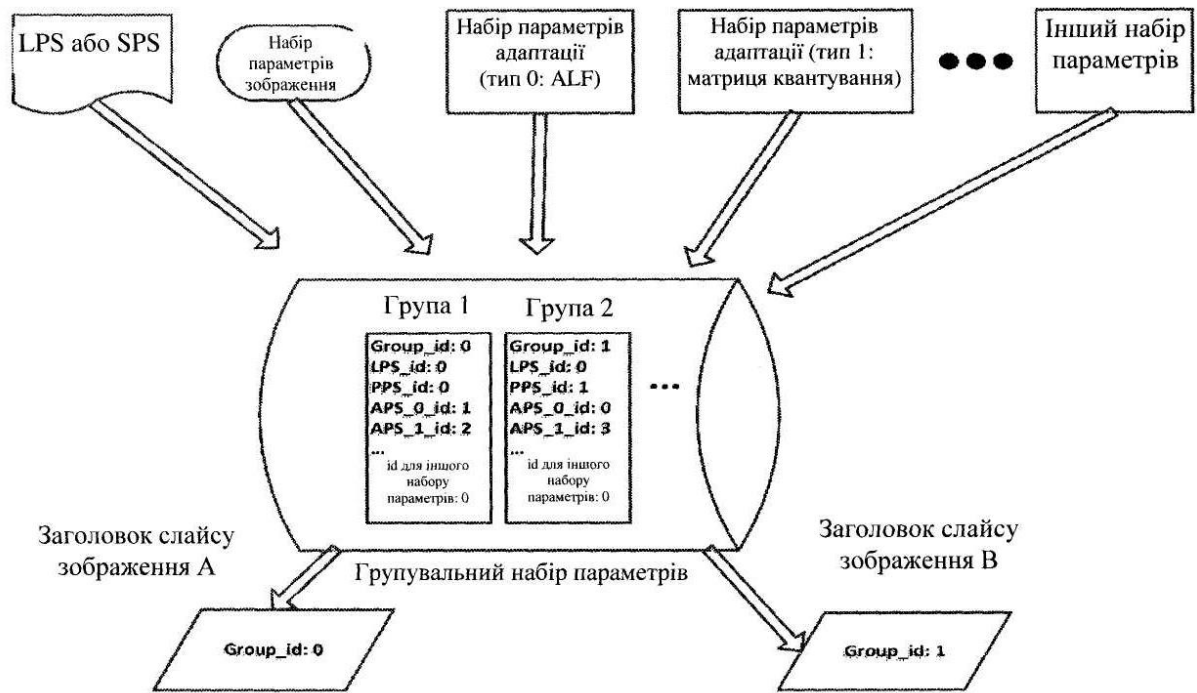 LPS або SPS
Набір
параметрів
зображення
Набір параметрів
адаптації
(тип 0: ALF)
Набір параметрів
адаптації (тип 1:
матриця квантування)
Інший набір
параметрів
Група 1
Group_id: 0
LPS_id: 0
PPS_id: 0
APS_0_id: 1
APS_1_id: 2
...
id для іншого
набору
параметрів: 0
Група 2
Group_id: 1
LPS_id: 0
PPS_id: 1
APS_0_id: 0
APS_1_id: 3
...
id для іншого
набору
параметрів: 0
...
Заголовок слайсу
зображення A
Групувальний набір параметрів
Заголовок слайсу
зображення B
Group_id: 0
Group_id: 1